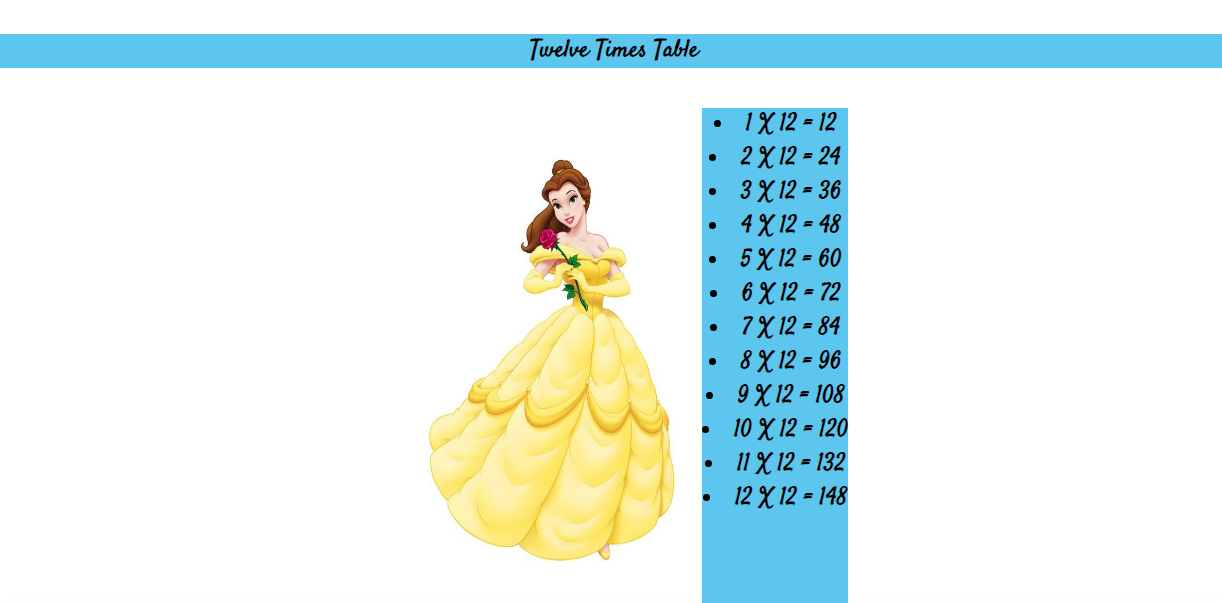 Twelve Times Table
1 X 12 = 12
2 X 12 = 24
3 X 12 = 36
4 X 12 = 48
5 X 12 = 60
6 X 12 = 72
7 X 12 = 84
8 X 12 = 96
9 X 12 = 108
10 X 12 = 120
11 X 12 = 132
12 X 12 = 148